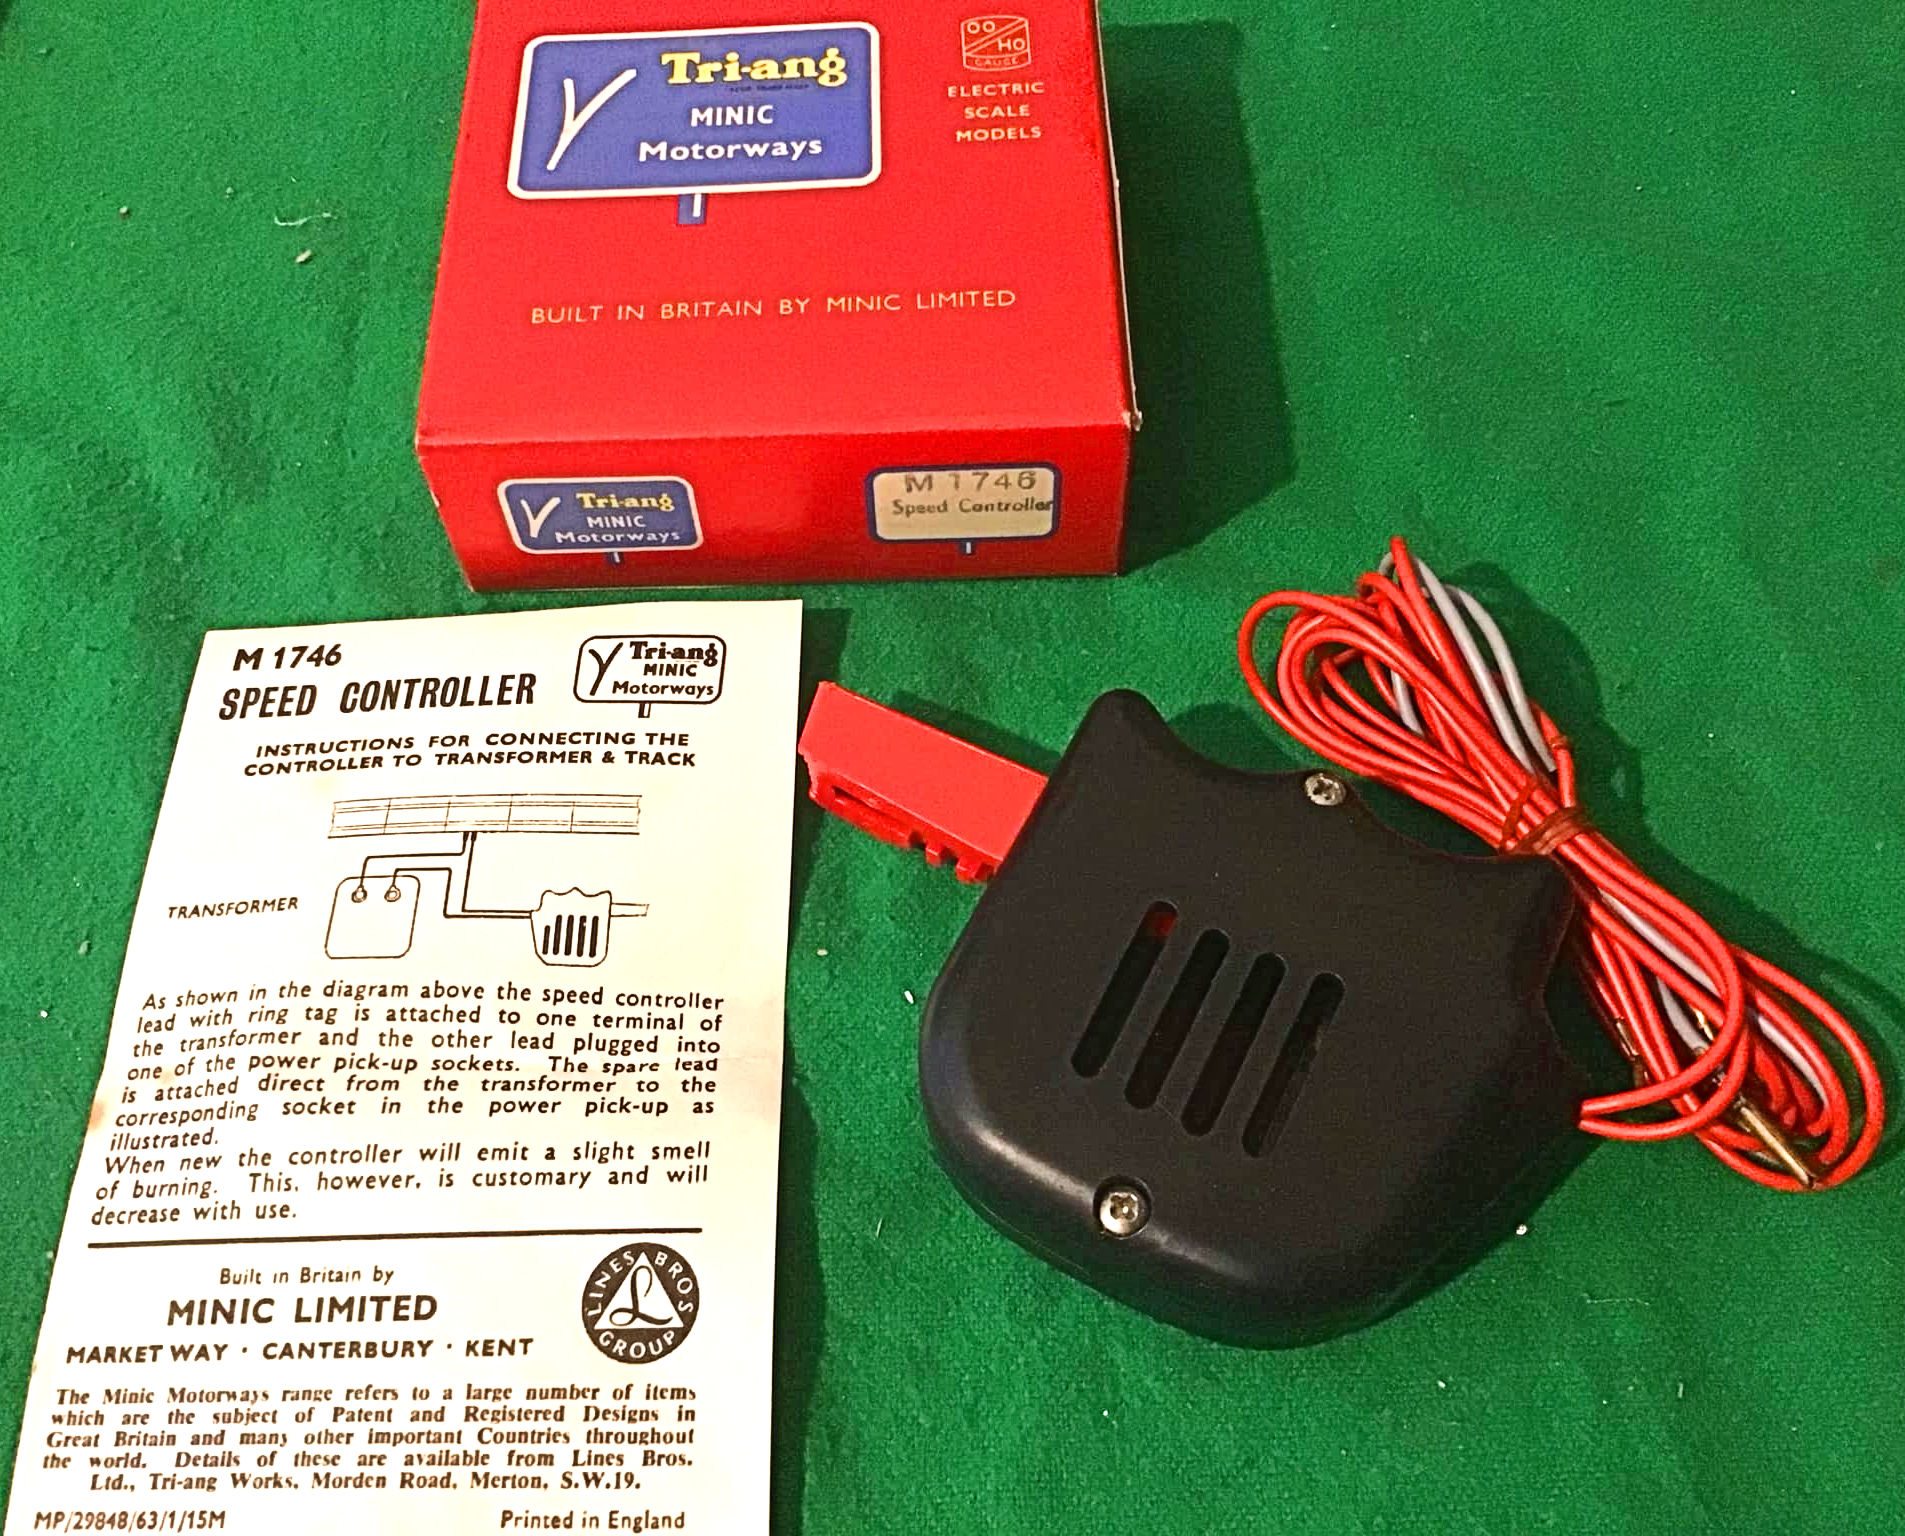 Tri-ang
MINIC
Motorways
OO
HO
GAUGE
ELECTRIC
SCALE
MODELS
BUILT IN BRITAIN BY MINIC LIMITED
Tri-ang
MINIC
Motorways
M 1746
Speed Controller
M 1746
SPEED CONTROLLER
Tri-ang
MINIC
Motorways
INSTRUCTIONS FOR CONNECTING THE
CONTROLLER TO TRANSFORMER & TRACK
TRANSFORMER
As shown in the diagram above the speed controller
lead with ring tag is attached to one terminal of
the transformer and the other lead plugged into
one of the power pick-up sockets. The spare lead
is attached direct from the transformer to the
corresponding socket in the power pick-up as
illustrated.
When new the controller will emit a slight smell
of burning. This, however, is customary and will
decrease with use.
Built in Britain by
MINIC LIMITED
MARKET WAY · CANTERBURY · KENT
LINES BROS
L
GROUP
The Minic Motorways range refers to a large number of items
which are the subject of Patent and Registered Designs in
Great Britain and many other important Countries throughout
the world. Details of these are available from Lines Bros.
Ltd., Tri-ang Works, Morden Road, Merton, S.W.19.
MP/29848/63/1/15M
Printed in England